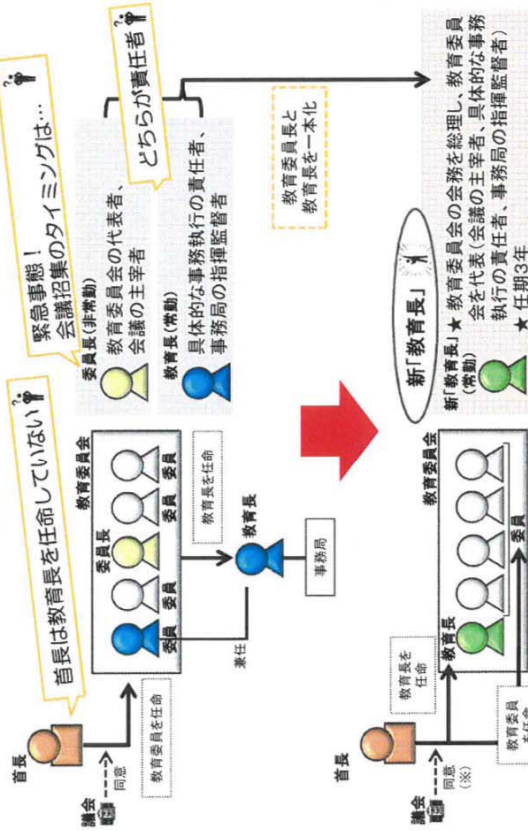 首長は教育長を任命していない
緊急事態！
会議招集のタイミングは…
どちらが責任者
首長
議会
同意
教育委員を任命
教育委員会
委員長
委員
委員
委員
委員
教育長を任命
兼任
教育長
事務局
委員長(非常勤)
教育委員会の代表者、
会議の主宰者
教育長(常勤)
具体的な事務執行の責任者、
事務局の指揮監督者
教育委員長と
教育長を一本化
新「教育長」
首長
議会
同意
(※)
教育長を
任命
教育委員
を任命
教育委員会
教育長
委員
新「教育長」
(常勤)
★ 教育委員会の会務を総理し、教育委員
会を代表(会議の主宰者、具体的な事務
執行の責任者、事務局の指揮監督者)
★ 任期3年